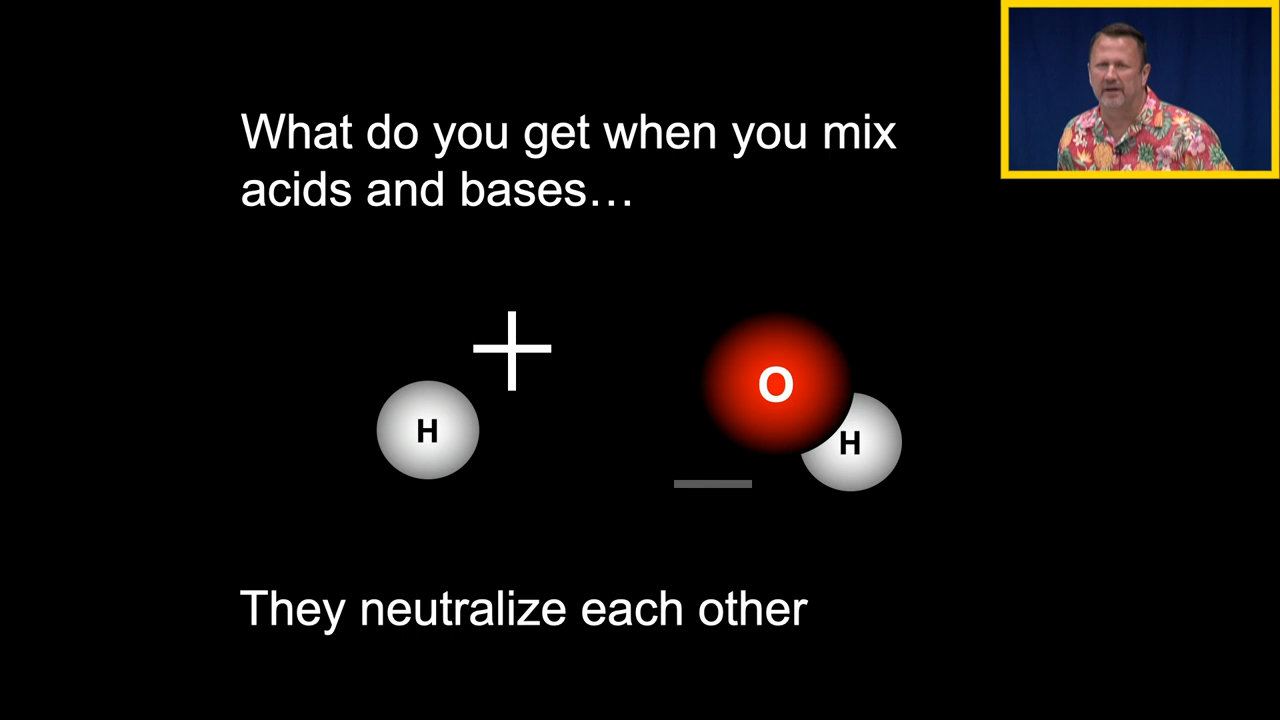 What do you get when you mix
acids and bases…
+
O
H
H
—
They neutralize each other